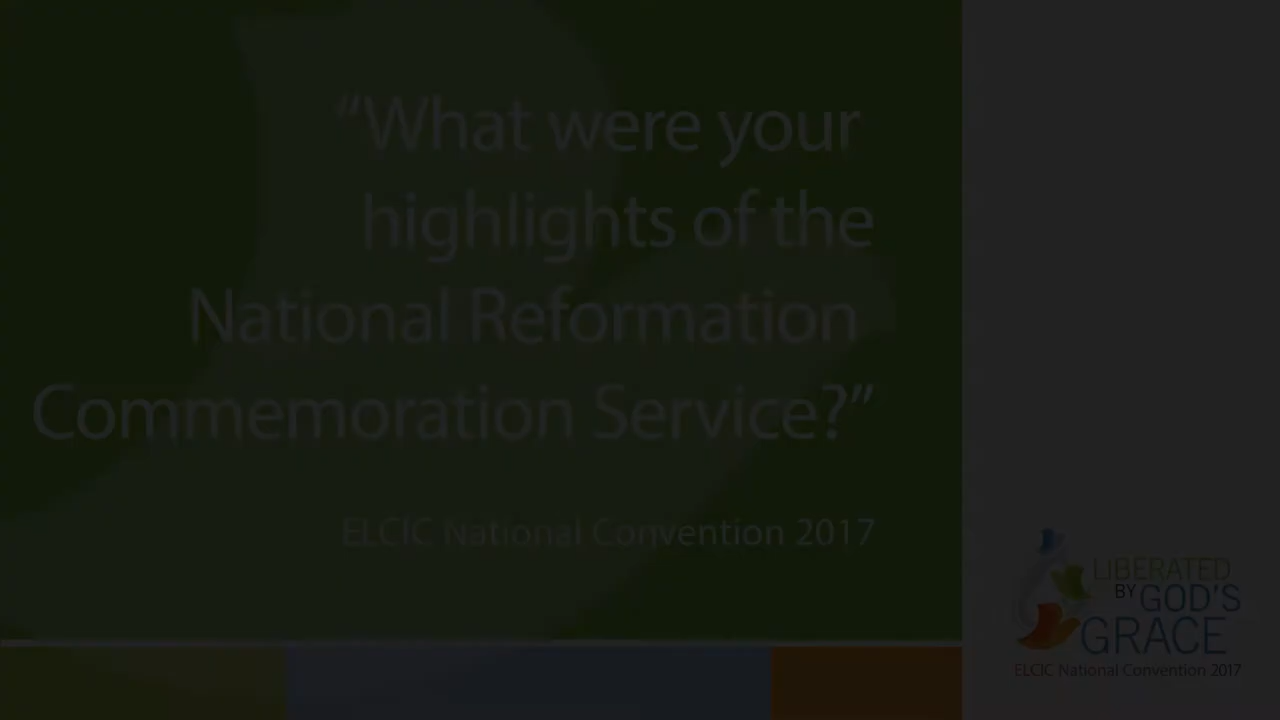 “What were your
highlights of the
National Reformation
Commemoration Service?”
ELCIC National Convention 2017
LIBERATED
BY GOD'S
GRACE
ELCIC National Convention 2017